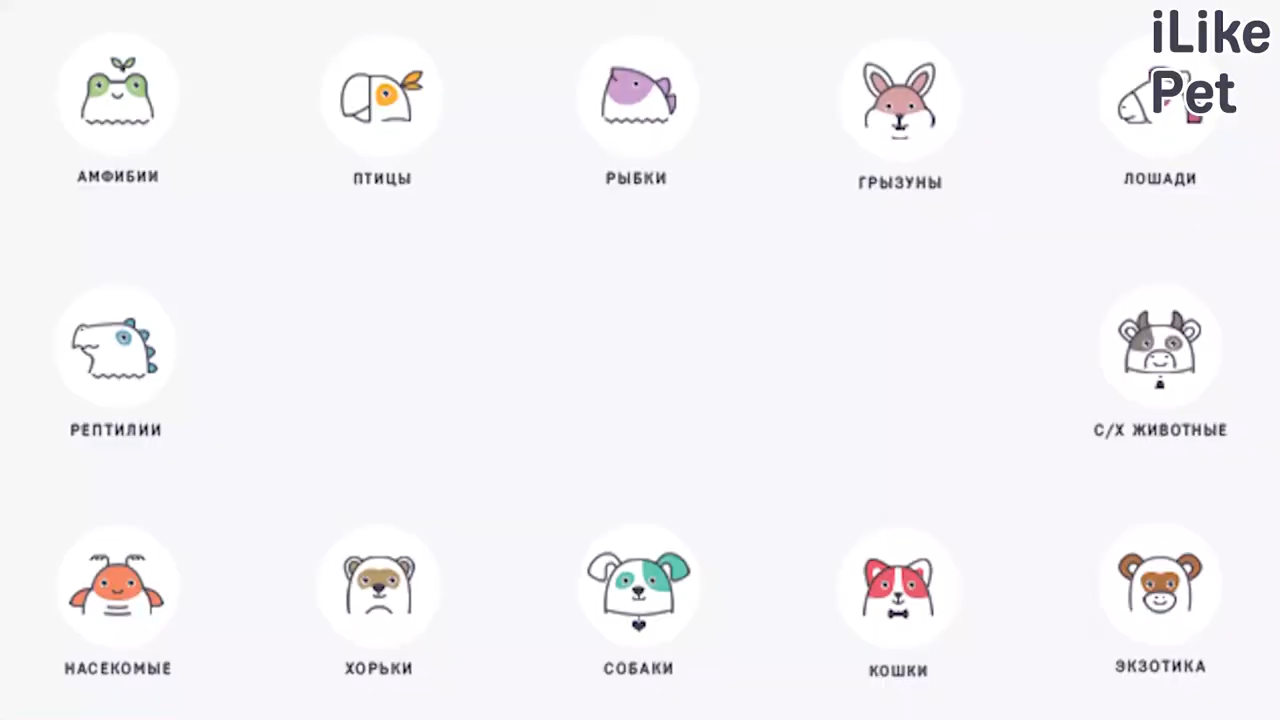 iLike
Pet
АМФИБИИ
ПТИЦЫ
РЫБКИ
ГРЫЗУНЫ
ЛОШАДИ
РЕПТИЛИИ
С/Х ЖИВОТНЫЕ
НАСЕКОМЫЕ
ХОРЬКИ
СОБАКИ
КОШКИ
ЭКЗОТИКА